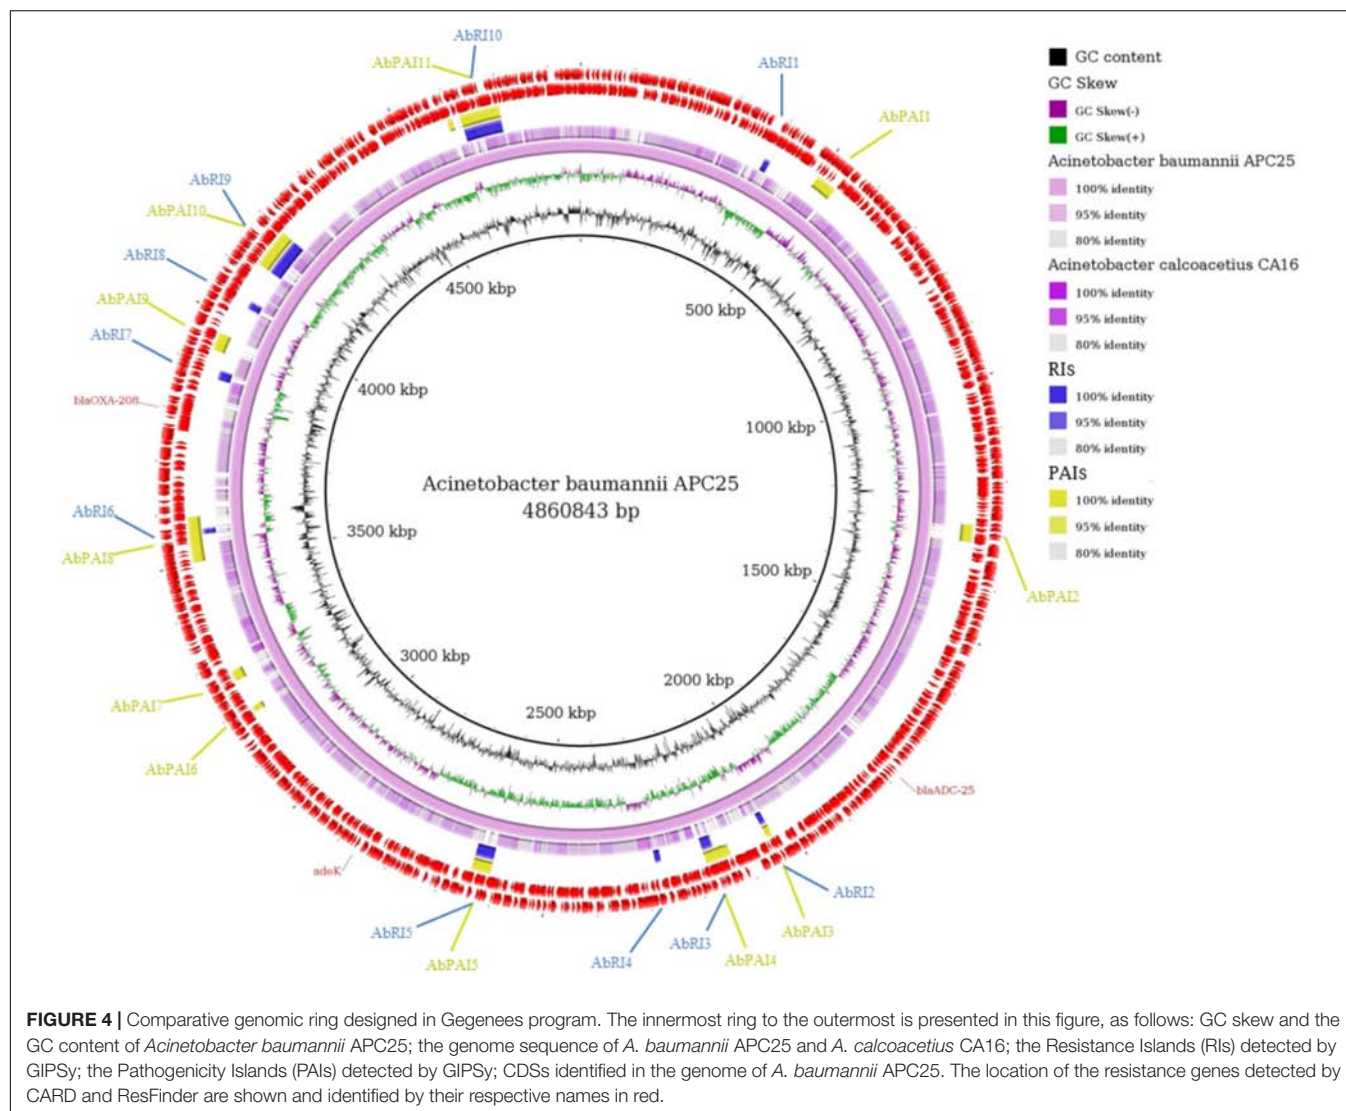 AbRI10
AbPAI11
AbRI1
AbPAI1
AbRI9
AbPAI10
AbRI8
AbPAI9
AbRI7
blaOXA-208
AbRI6
AbPAI8
AbPAI7
AbPAI6
adeK
AbRI5
AbPAI5
AbRI4
AbRI3
AbPAI4
AbPAI3
AbRI2
blaADC-25
AbPAI2
4500 kbp
500 kbp
4000 kbp
1000 kbp
Acinetobacter baumannii APC25
4860843 bp
3500 kbp
1500 kbp
3000 kbp
2000 kbp
2500 kbp
GC content
GC Skew
GC Skew(-)
GC Skew(+)
Acinetobacter baumannii APC25
100% identity
95% identity
80% identity
Acinetobacter calcoacetius CA16
100% identity
95% identity
80% identity
RIs
100% identity
95% identity
80% identity
PAIs
100% identity
95% identity
80% identity
FIGURE 4 | Comparative genomic ring designed in Gegenees program. The innermost ring to the outermost is presented in this figure, as follows: GC skew and the
GC content of Acinetobacter baumannii APC25; the genome sequence of A. baumannii APC25 and A. calcoacetius CA16; the Resistance Islands (RIs) detected by
GIPSy; the Pathogenicity Islands (PAIs) detected by GIPSy; CDSs identified in the genome of A. baumannii APC25. The location of the resistance genes detected by
CARD and ResFinder are shown and identified by their respective names in red.